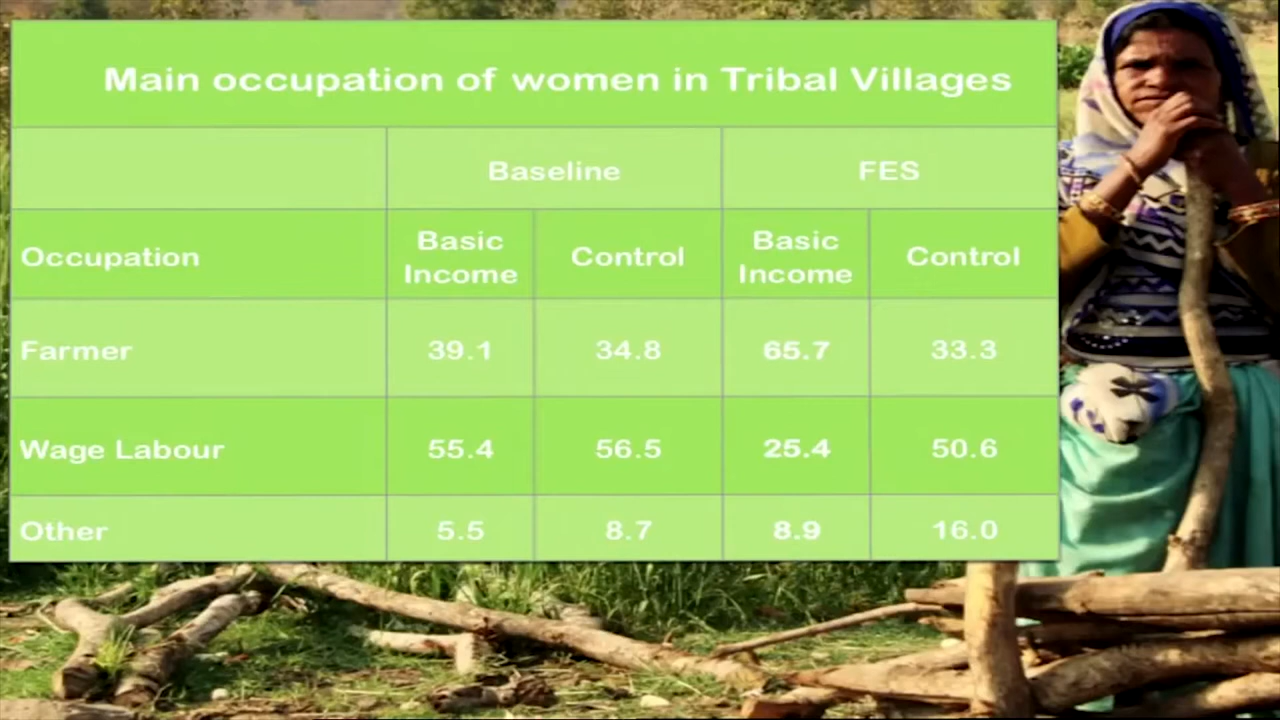 Main occupation of women in Tribal Villages
Baseline FES
Occupation Basic Income Control Basic Income Control
Farmer 39.1 34.8 65.7 33.3
Wage Labour 55.4 56.5 25.4 50.6
Other 5.5 8.7 8.9 16.0